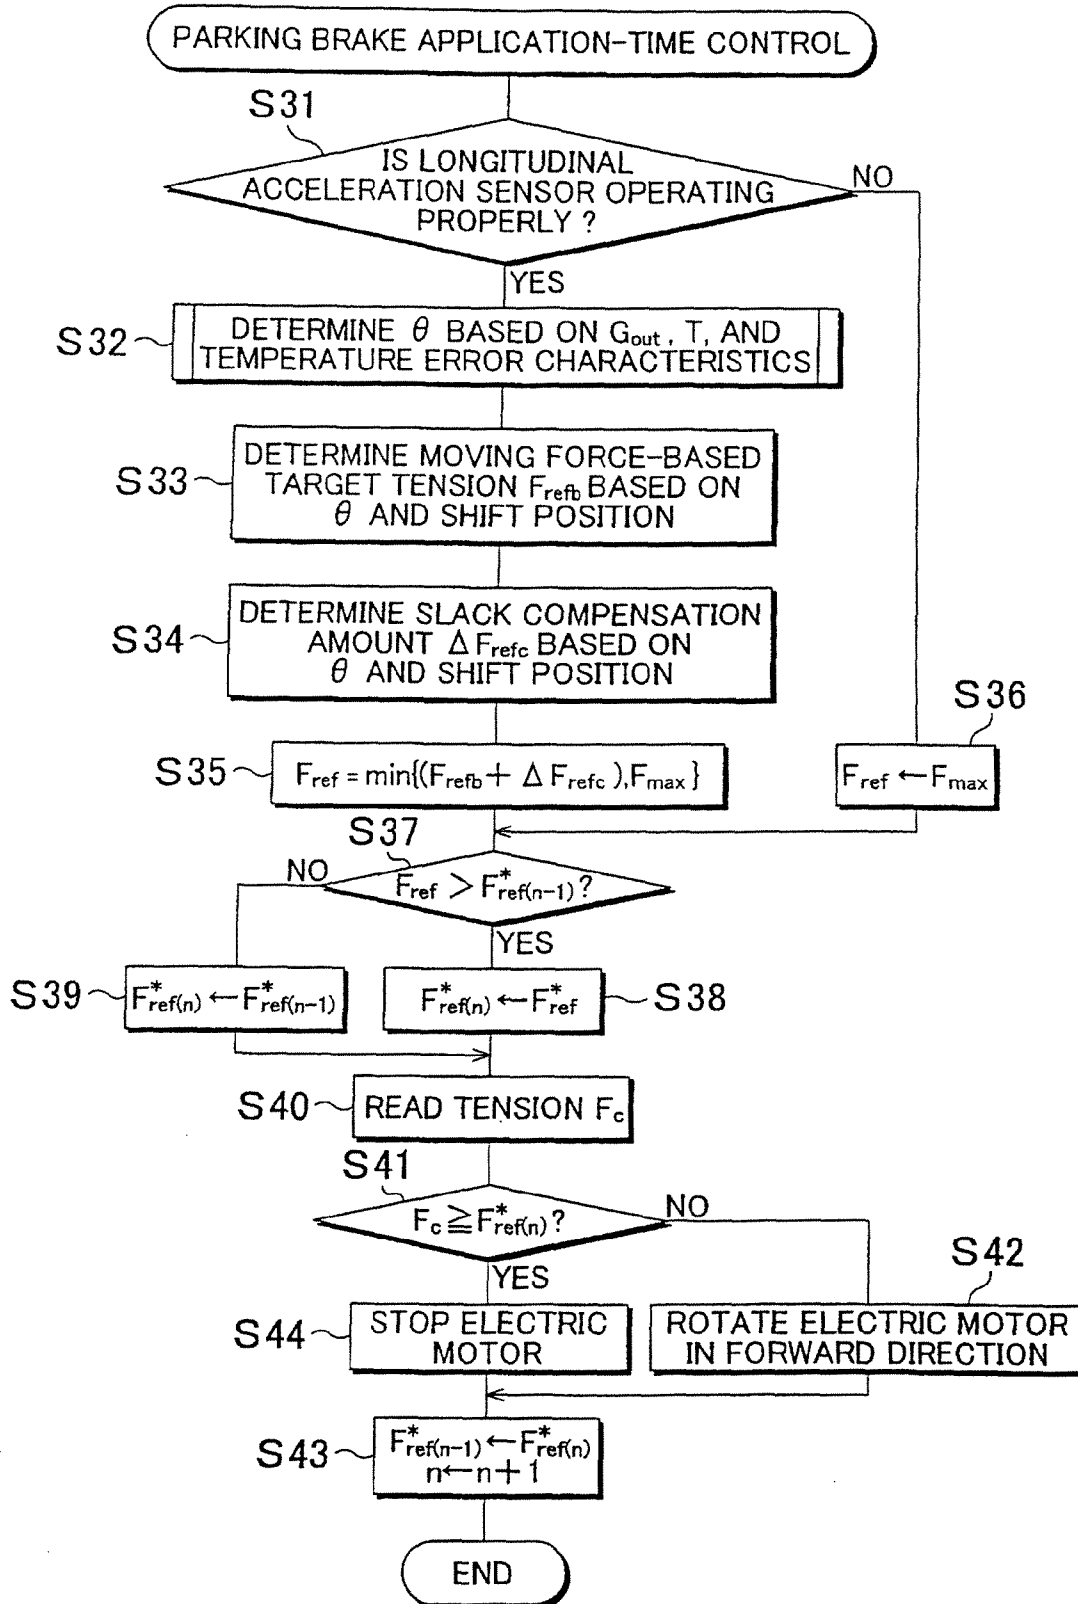 PARKING BRAKE APPLICATION-TIME CONTROL
S31
IS LONGITUDINAL
ACCELERATION SENSOR OPERATING
PROPERLY ?
NO
YES
S32
DETERMINE θ BASED ON Gout, T, AND
TEMPERATURE ERROR CHARACTERISTICS
S33
DETERMINE MOVING FORCE-BASED
TARGET TENSION Frefb BASED ON
θ AND SHIFT POSITION
S34
DETERMINE SLACK COMPENSATION
AMOUNT Δ Frefc BASED ON
θ AND SHIFT POSITION
S35
Fref = min{(Frefb + Δ Frefc ),Fmax }
S36
Fref ← Fmax
S37
Fref > F*ref(n-1)?
NO
YES
S39
F*ref(n) ← F*ref(n-1)
F*ref(n) ← F*ref
S38
S40
READ TENSION Fc
S41
Fc ≧ F*ref(n)?
NO
YES
S42
S44
STOP ELECTRIC
MOTOR
ROTATE ELECTRIC MOTOR
IN FORWARD DIRECTION
S43
F*ref(n-1) ← F*ref(n)
n ← n + 1
END